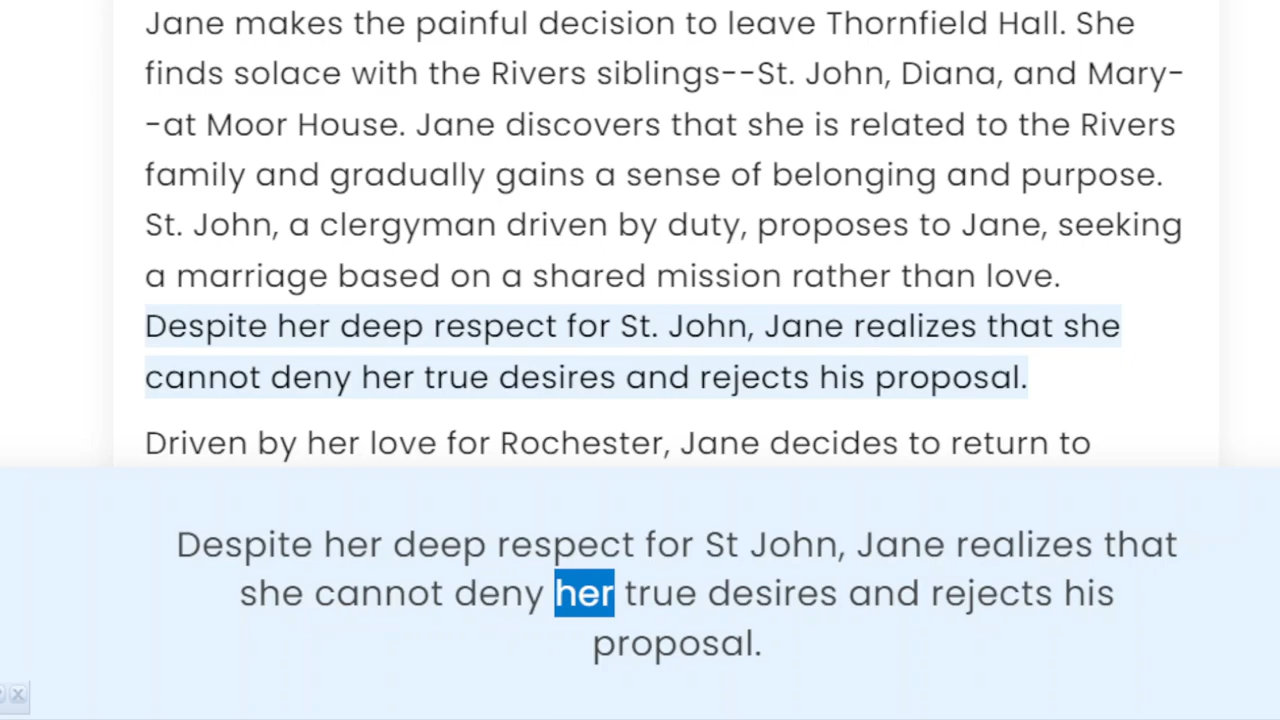 Jane makes the painful decision to leave Thornfield Hall. She
finds solace with the Rivers siblings--St. John, Diana, and Mary-
-at Moor House. Jane discovers that she is related to the Rivers
family and gradually gains a sense of belonging and purpose.
St. John, a clergyman driven by duty, proposes to Jane, seeking
a marriage based on a shared mission rather than love.
Despite her deep respect for St. John, Jane realizes that she
cannot deny her true desires and rejects his proposal.
Driven by her love for Rochester, Jane decides to return to
Despite her deep respect for St John, Jane realizes that
she cannot deny her true desires and rejects his
proposal.